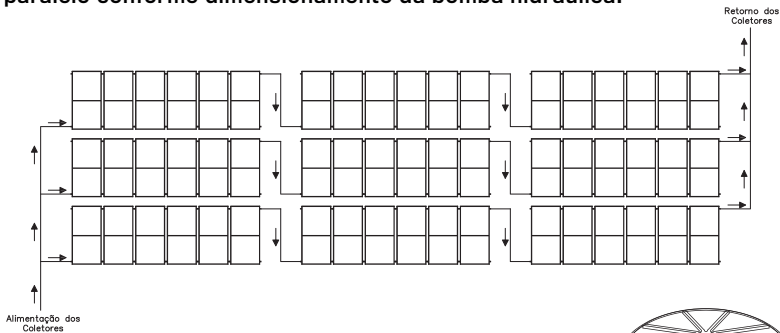 paralelo conforme dimensionamento da bomba hidráulica.
Retorno dos
Coletores
Alimentação dos
Coletores